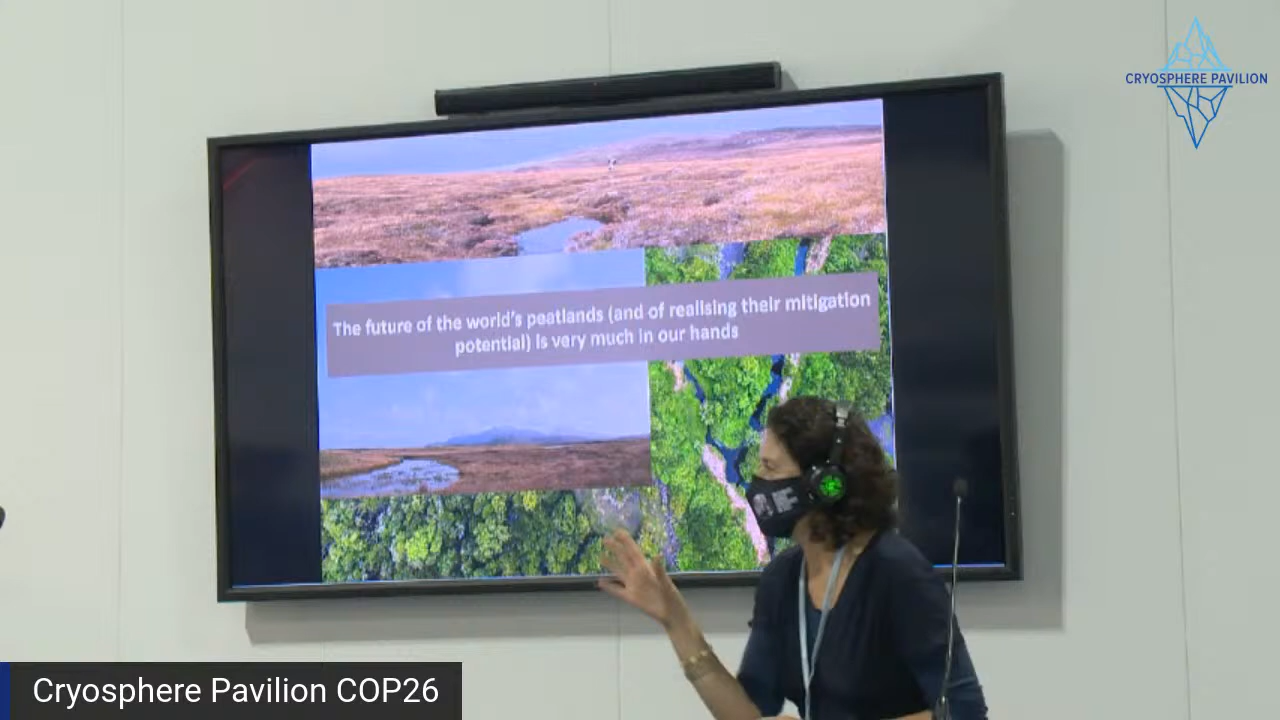 CRYOSPHERE PAVILION
The future of the world's peatlands (and of realising their mitigation
potential) is very much in our hands
Cryosphere Pavilion COP26